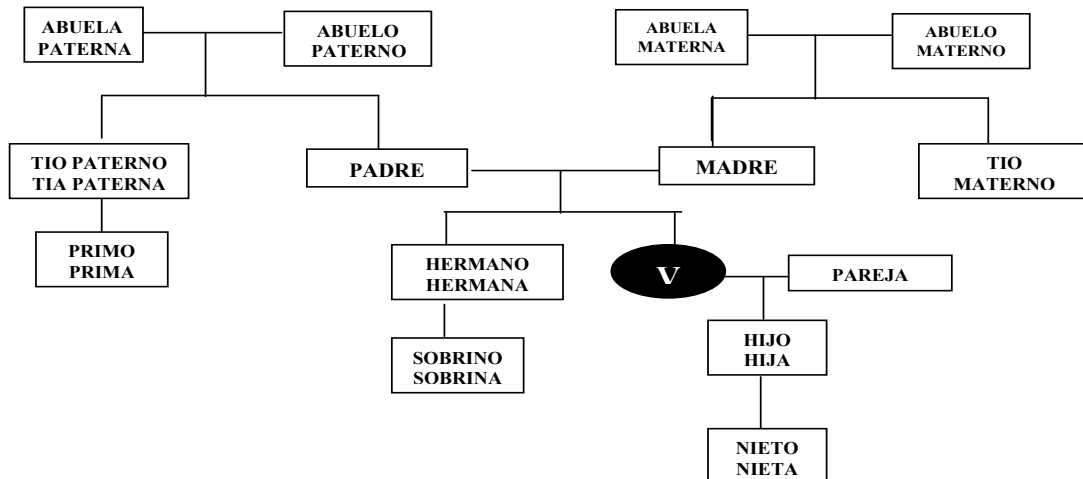 ABUELA
PATERNA
ABUELO
PATERNO
ABUELA
MATERNA
ABUELO
MATERNO
TIO PATERNO
TIA PATERNA
PADRE
MADRE
TIO
MATERNO
PRIMO
PRIMA
HERMANO
HERMANA
V
PAREJA
SOBRINO
SOBRINA
HIJO
HIJA
NIETO
NIETA